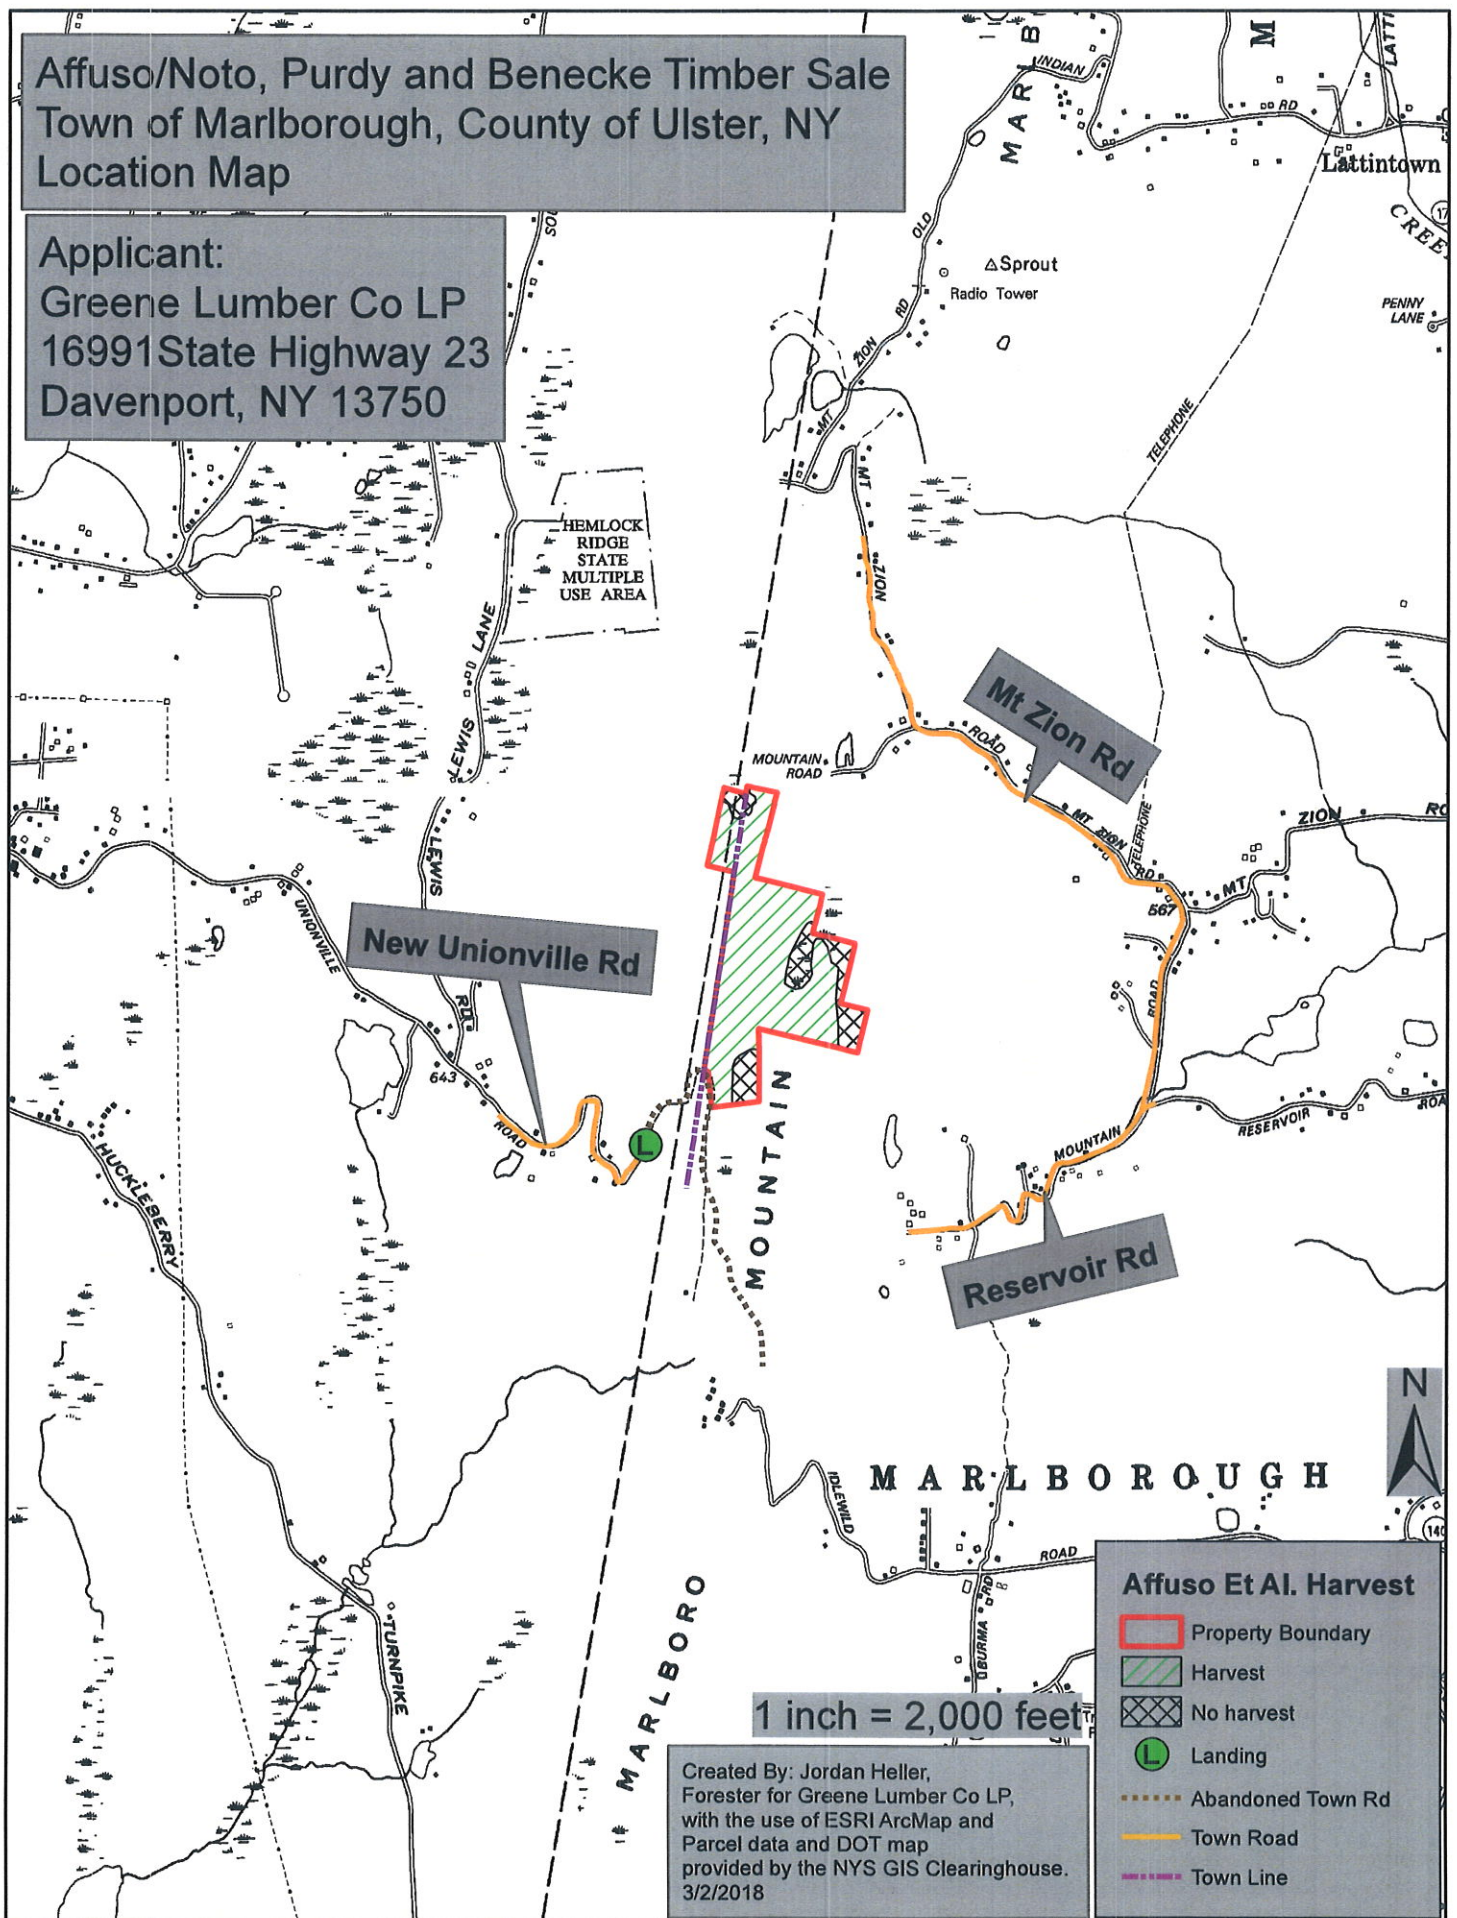 Affuso/Noto, Purdy and Benecke Timber Sale
Town of Marlborough, County of Ulster, NY
Location Map
Applicant:
Greene Lumber Co LP
16991State Highway 23
Davenport, NY 13750
INDIAN
MARLB
M
LATTI
RD
Lattintown
17
CREE
OLD
Sprout
Radio Tower
PENNY
LANE
RD
ZION
MT
TELEPHONE
MT
ZION
HEMLOCK
RIDGE
STATE
MULTIPLE
USE AREA
LANE
LEWIS
Mt Zion Rd
ROAD
MOUNTAIN
ROAD
MT ZION
RD
TELEPHONE
ZION
RO
MT
567
LEWIS
UNIONVILLE
New Unionville Rd
RD
ROAD
643
ROAD
L
MOUNTAIN
MOUNTAIN
RESERVOIR
ROA
HUCKLEBERRY
Reservoir Rd
N
MARLBOROUGH
IDLEWILD
ROAD
140
BURMA
RD
TURNPIKE
MARLBORO
1 inch = 2,000 feet
Created By: Jordan Heller,
Forester for Greene Lumber Co LP,
with the use of ESRI ArcMap and
Parcel data and DOT map
provided by the NYS GIS Clearinghouse.
3/2/2018
Affuso Et Al. Harvest
Property Boundary
Harvest
No harvest
L Landing
Abandoned Town Rd
Town Road
Town Line